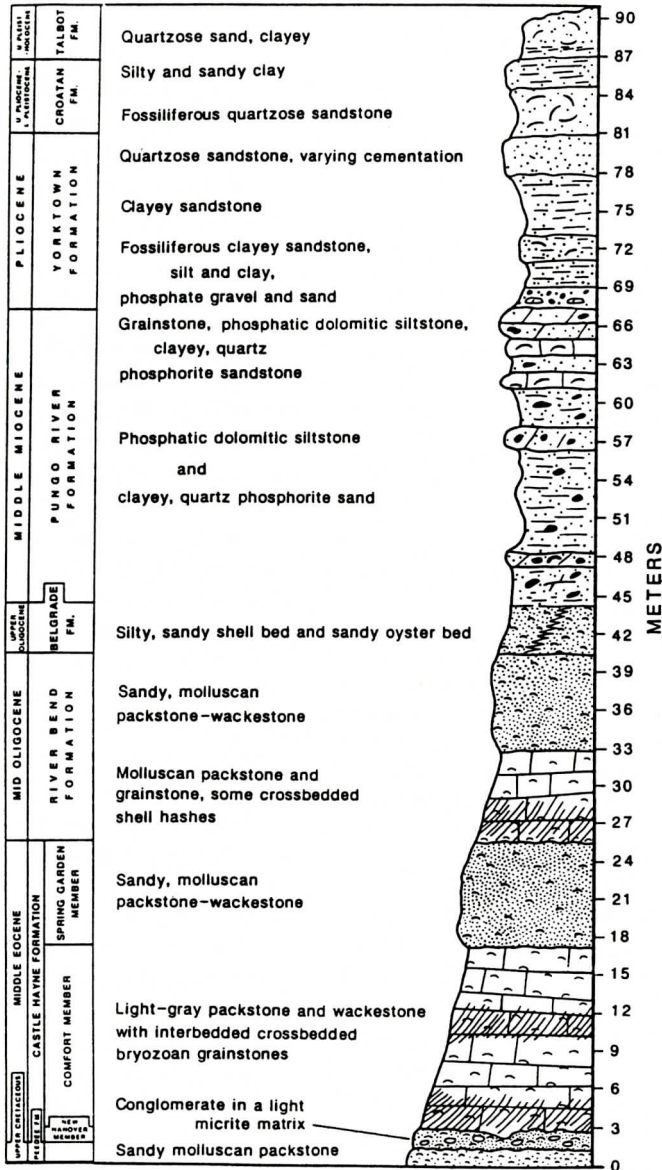 U. PLEIST.
-HOLOCENE
TALBOT
FM.
Quartzose sand, clayey
U. PLIOCENE-
L. PLEISTOCENE
CROATAN
FM.
Silty and sandy clay
Fossiliferous quartzose sandstone
PLIOCENE
YORKTOWN
FORMATION
Quartzose sandstone, varying cementation
Clayey sandstone
Fossiliferous clayey sandstone,
silt and clay,
phosphate gravel and sand
MIDDLE MIOCENE
PUNGO RIVER
FORMATION
Grainstone, phosphatic dolomitic siltstone,
clayey, quartz
phosphorite sandstone
Phosphatic dolomitic siltstone
and
clayey, quartz phosphorite sand
UPPER
OLIGOCENE
BELGRADE
FM.
Silty, sandy shell bed and sandy oyster bed
MID OLIGOCENE
RIVER BEND
FORMATION
Sandy, molluscan
packstone-wackestone
Molluscan packstone and
grainstone, some crossbedded
shell hashes
MIDDLE EOCENE
CASTLE HAYNE FORMATION
SPRING GARDEN
MEMBER
Sandy, molluscan
packstone-wackestone
COMFORT MEMBER
Light-gray packstone and wackestone
with interbedded crossbedded
bryozoan grainstones
NEW
HANOVER
MEMBER
Conglomerate in a light
micrite matrix
UPPER CRETACEOUS
PEEDEE FM
Sandy molluscan packstone
90
87
84
81
78
75
72
69
66
63
60
57
54
51
48
45
42
39
36
33
30
27
24
21
18
15
12
9
6
3
0
METERS